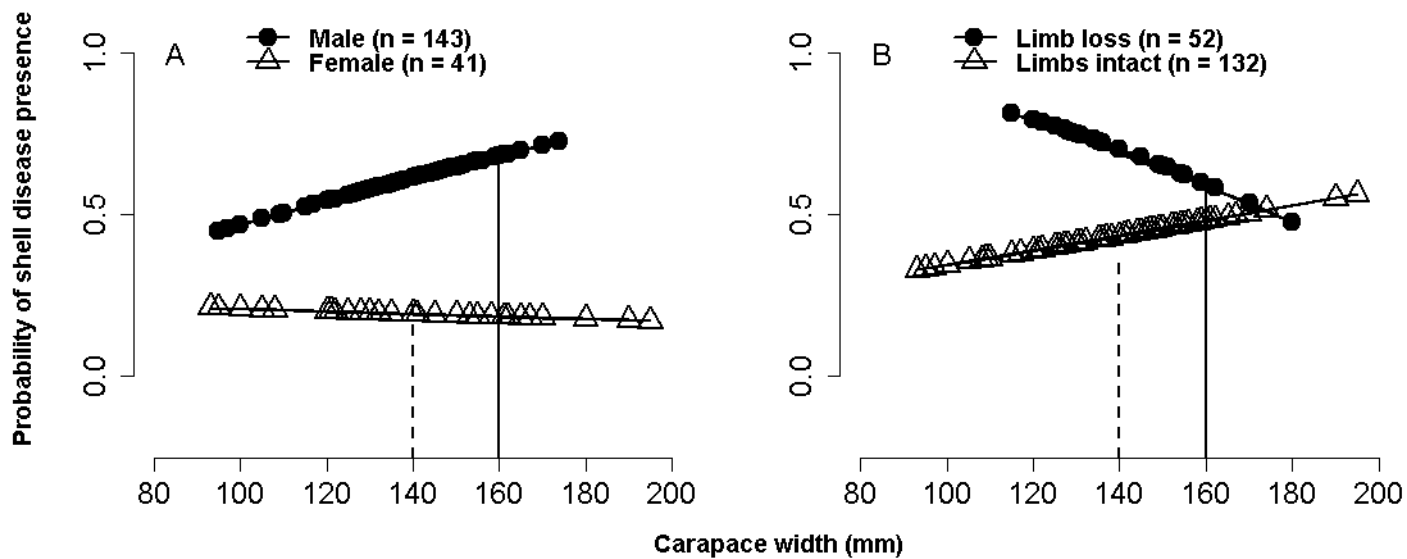 A
Male (n = 143)
Female (n = 41)
B
Limb loss (n = 52)
Limbs intact (n = 132)
Probability of shell disease presence
1.0
0.5
0.0
1.0
0.5
0.0
80 100 120 140 160 180 200
80 100 120 140 160 180 200
Carapace width (mm)